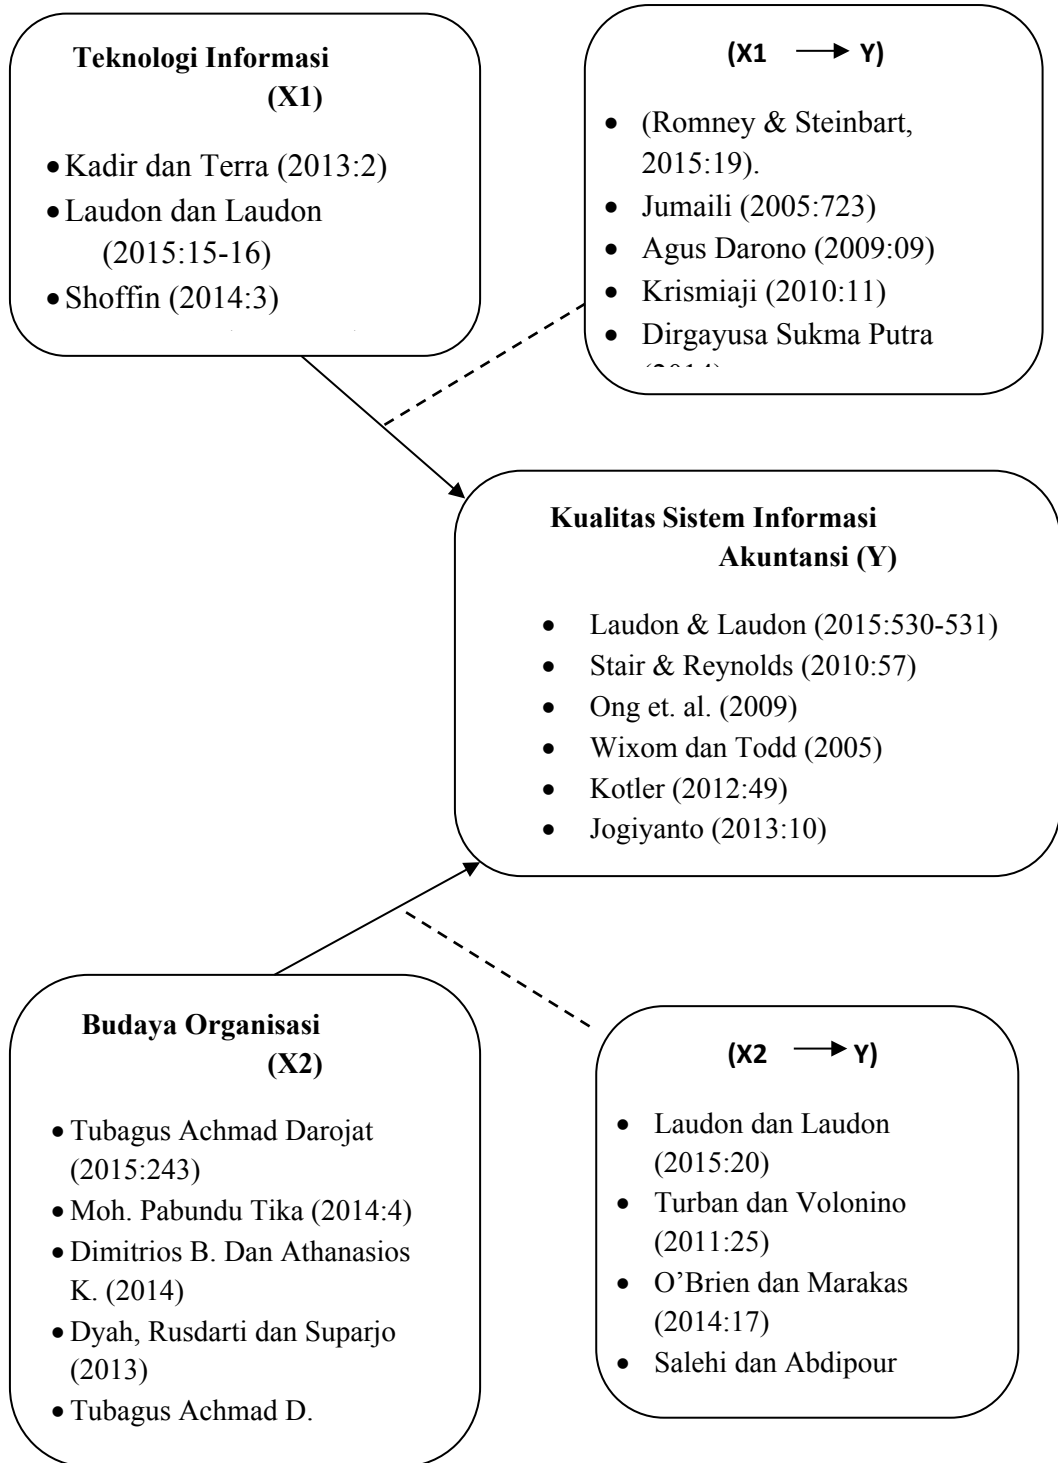 Teknologi Informasi
(X1)
• Kadir dan Terra (2013:2)
• Laudon dan Laudon
(2015:15-16)
• Shoffin (2014:3)
(X1 → Y)
• (Romney & Steinbart,
2015:19).
• Jumaili (2005:723)
• Agus Darono (2009:09)
• Krismiaji (2010:11)
• Dirgayusa Sukma Putra
Kualitas Sistem Informasi
Akuntansi (Y)
• Laudon & Laudon (2015:530-531)
• Stair & Reynolds (2010:57)
• Ong et. al. (2009)
• Wixom dan Todd (2005)
• Kotler (2012:49)
• Jogiyanto (2013:10)
Budaya Organisasi
(X2)
• Tubagus Achmad Darojat
(2015:243)
• Moh. Pabundu Tika (2014:4)
• Dimitrios B. Dan Athanasios
K. (2014)
• Dyah, Rusdarti dan Suparjo
(2013)
• Tubagus Achmad D.
(X2 → Y)
• Laudon dan Laudon
(2015:20)
• Turban dan Volonino
(2011:25)
• O’Brien dan Marakas
(2014:17)
• Salehi dan Abdipour